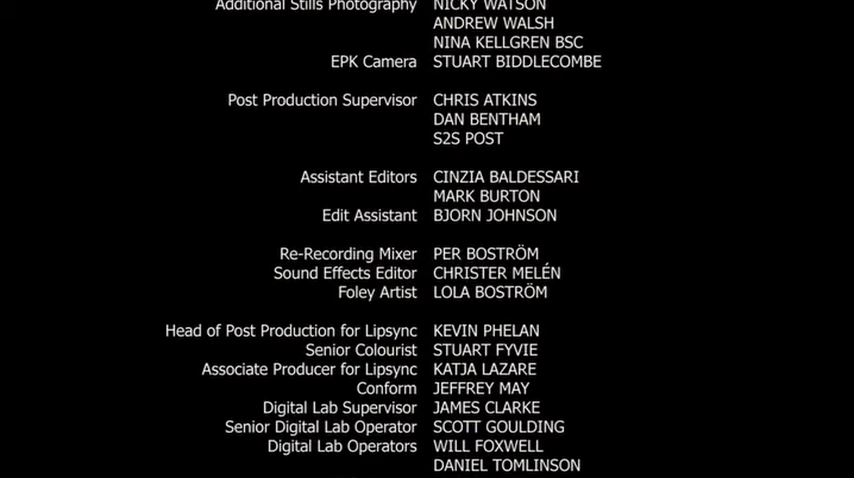 Additional Stills Photography NICKY WATSON
ANDREW WALSH
NINA KELLGREN BSC
EPK Camera STUART BIDDLECOMBE
Post Production Supervisor CHRIS ATKINS
DAN BENTHAM
S2S POST
Assistant Editors CINZIA BALDESSARI
MARK BURTON
Edit Assistant BJORN JOHNSON
Re-Recording Mixer PER BOSTRÖM
Sound Effects Editor CHRISTER MELÉN
Foley Artist LOLA BOSTRÖM
Head of Post Production for Lipsync KEVIN PHELAN
Senior Colourist STUART FYVIE
Associate Producer for Lipsync KATJA LAZARE
Conform JEFFREY MAY
Digital Lab Supervisor JAMES CLARKE
Senior Digital Lab Operator SCOTT GOULDING
Digital Lab Operators WILL FOXWELL
DANIEL TOMLINSON